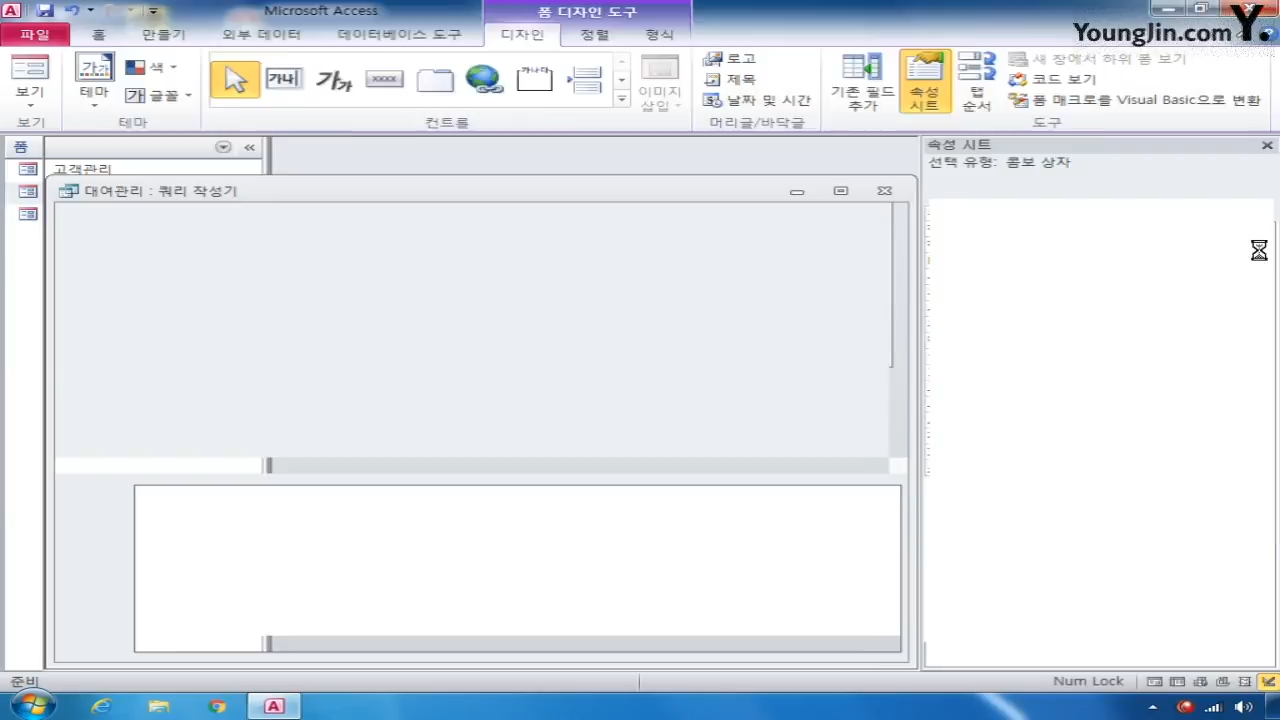 Microsoft Access
폼 디자인 도구
YoungJin.com Y.
파일
홈
만들기
외부 데이터
데이터베이스 도구
디자인
정렬
형식
보기
테마
색
글꼴
이미지
삽입
로고
제목
날짜 및 시간
기존 필드
추가
속성
시트
탭
순서
새 창에서 하위 폼 보기
코드 보기
폼 매크로를 Visual Basic으로 변환
보기
테마
컨트롤
머리글/바닥글
도구
폼
고객관리
대여관리 : 쿼리 작성기
속성 시트
선택 유형: 콤보 상자
준비
Num Lock